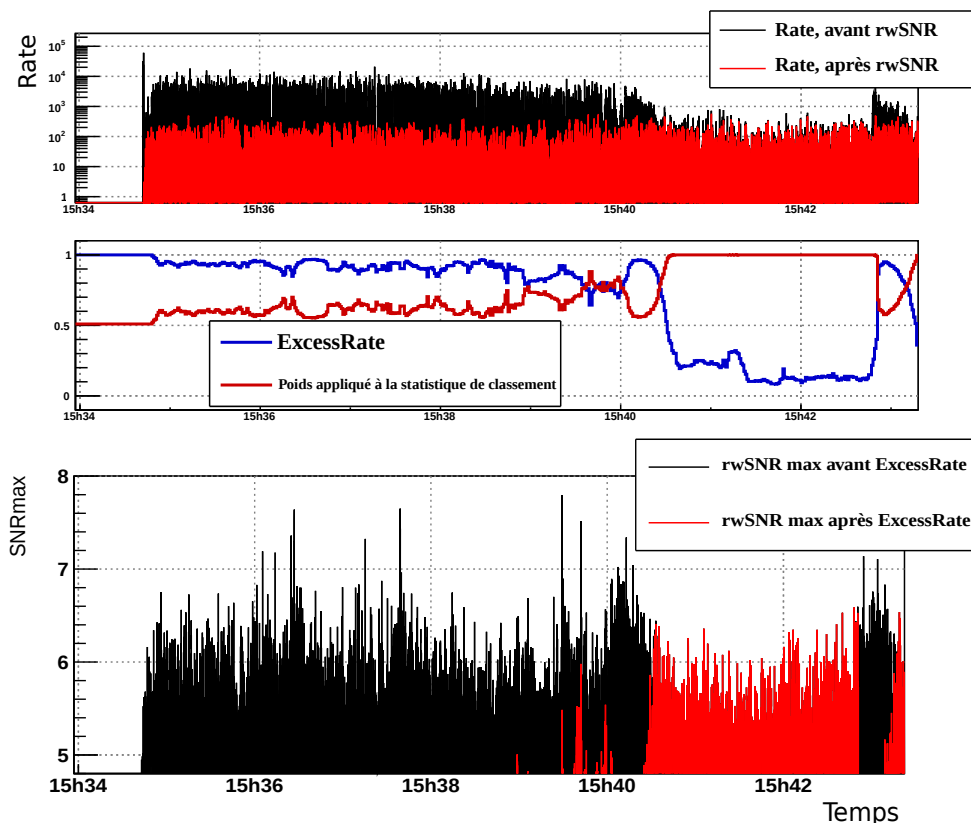 Rate
10⁵
10⁴
10³
10²
10
1
Rate, avant rwSNR
Rate, après rwSNR
15h34 15h36 15h38 15h40 15h42
1
0.5
0
ExcessRate
Poids appliqué à la statistique de classement
15h34 15h36 15h38 15h40 15h42
SNRmax
8
7
6
5
rwSNR max avant ExcessRate
rwSNR max après ExcessRate
15h34 15h36 15h38 15h40 15h42
Temps